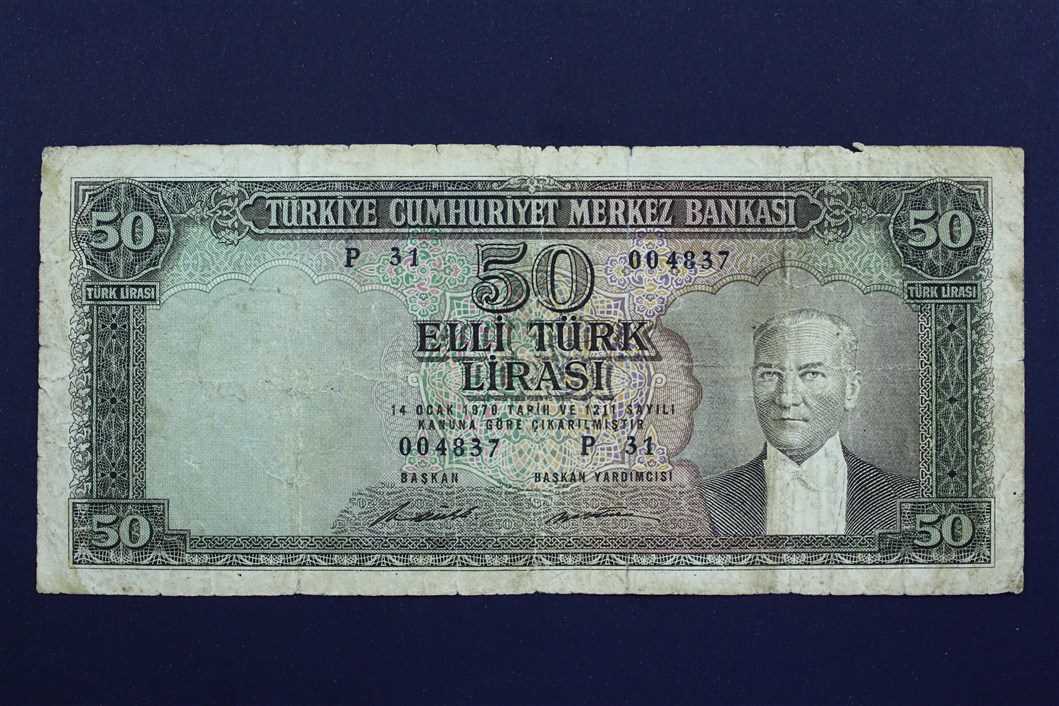 TÜRKİYE CUMHURİYET MERKEZ BANKASI
50
50
P 31
50
004837
TÜRK LİRASI
TÜRK LİRASI
ELLİ TÜRK
LİRASI
14 OCAK 1970 TARİH VE 1211 SAYILI
KANUNA GÖRE ÇIKARILMIŞTIR
004837
P 31
BAŞKAN
BAŞKAN YARDIMCISI
50
50